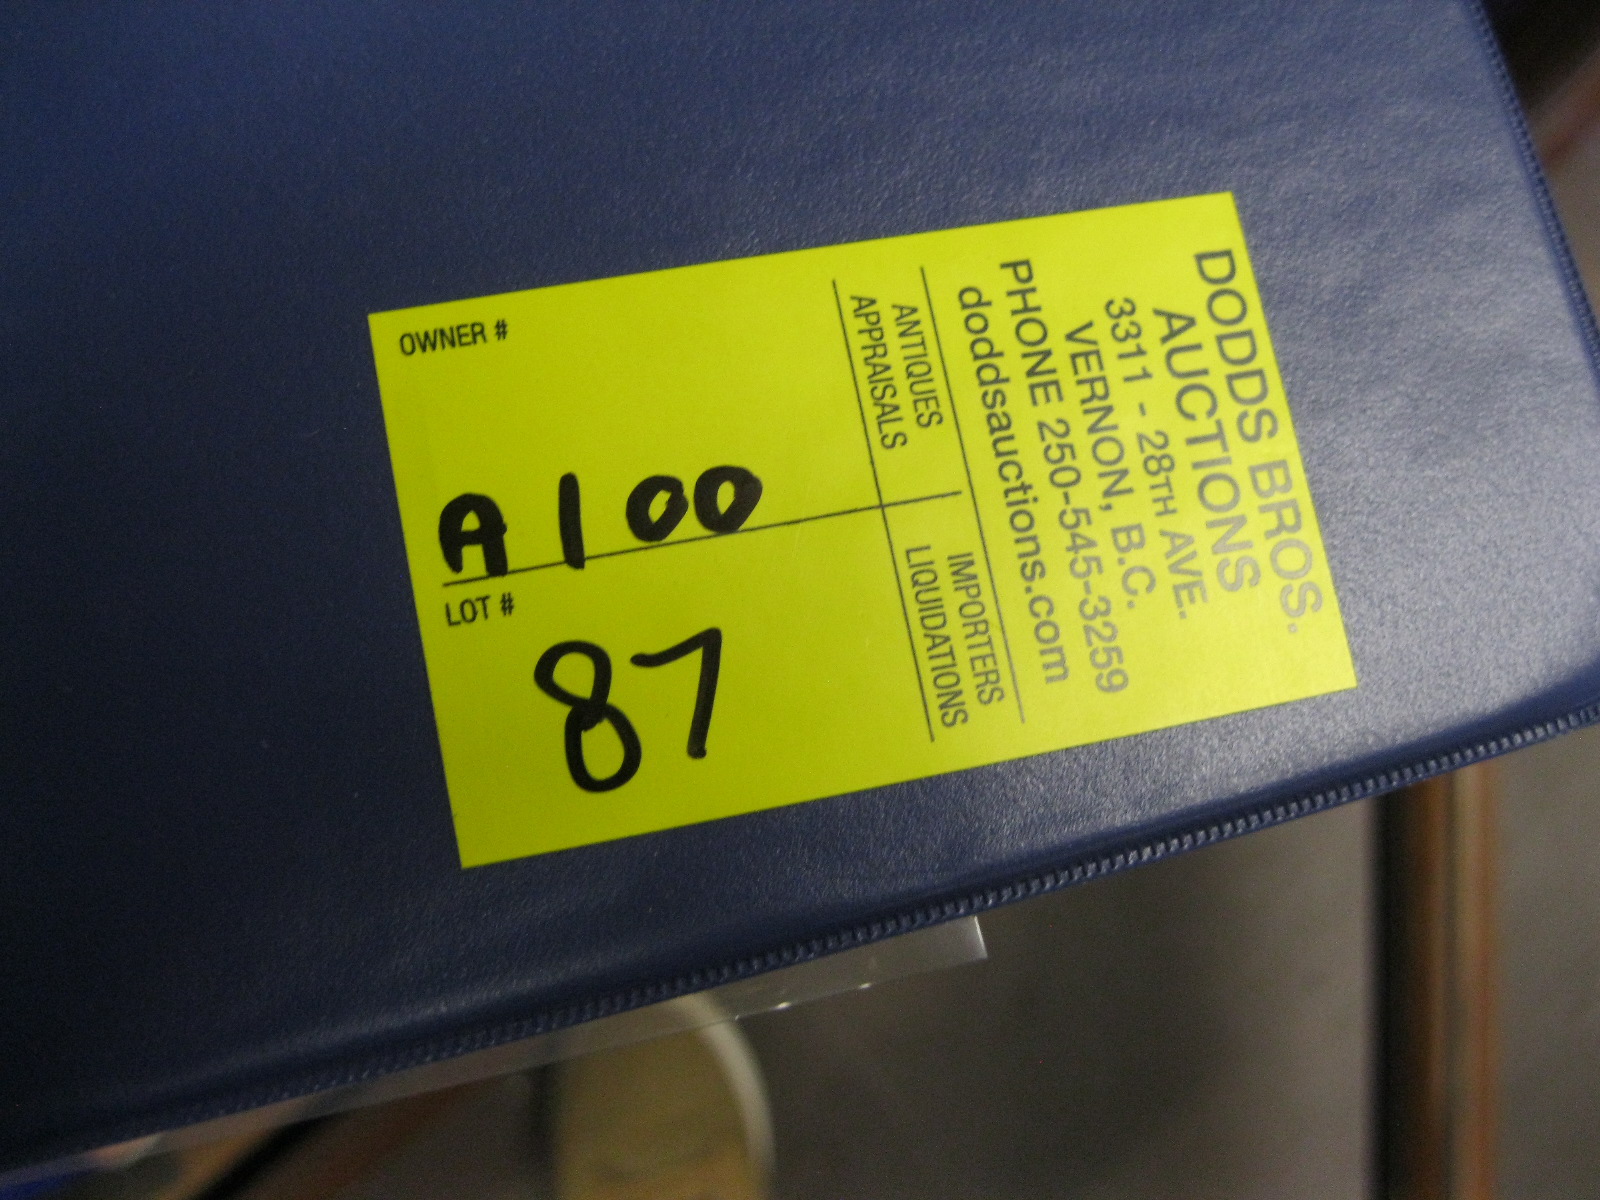 DODDS BROS.
AUCTIONS
3311 - 28TH AVE.
VERNON, B.C.
PHONE 250-545-3259
doddsauctions.com
ANTIQUES
APPRAISALS
IMPORTERS
LIQUIDATIONS
OWNER #
A100
LOT #
87